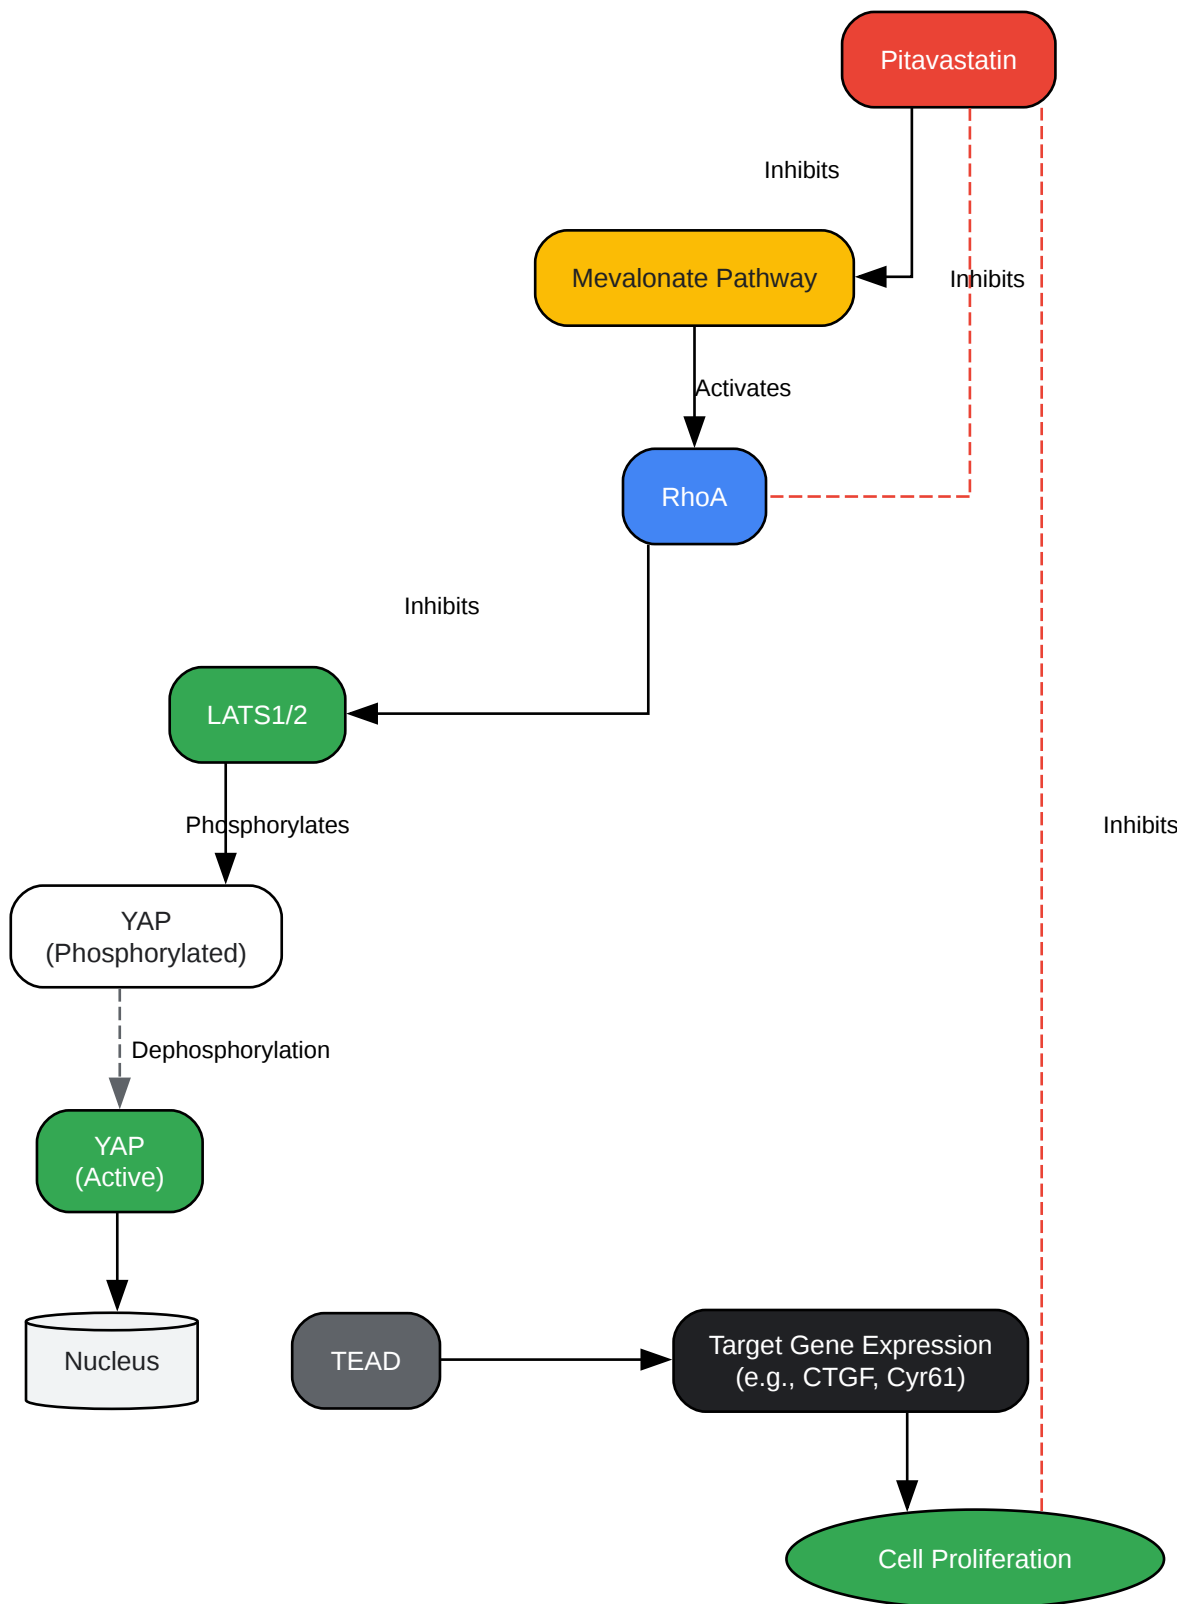 Pitavastatin
Inhibits
Mevalonate Pathway
Inhibits
Activates
RhoA
Inhibits
LATS1/2
Phosphorylates
Inhibits
YAP
(Phosphorylated)
Dephosphorylation
YAP
(Active)
Nucleus
TEAD
Target Gene Expression
(e.g., CTGF, Cyr61)
Cell Proliferation